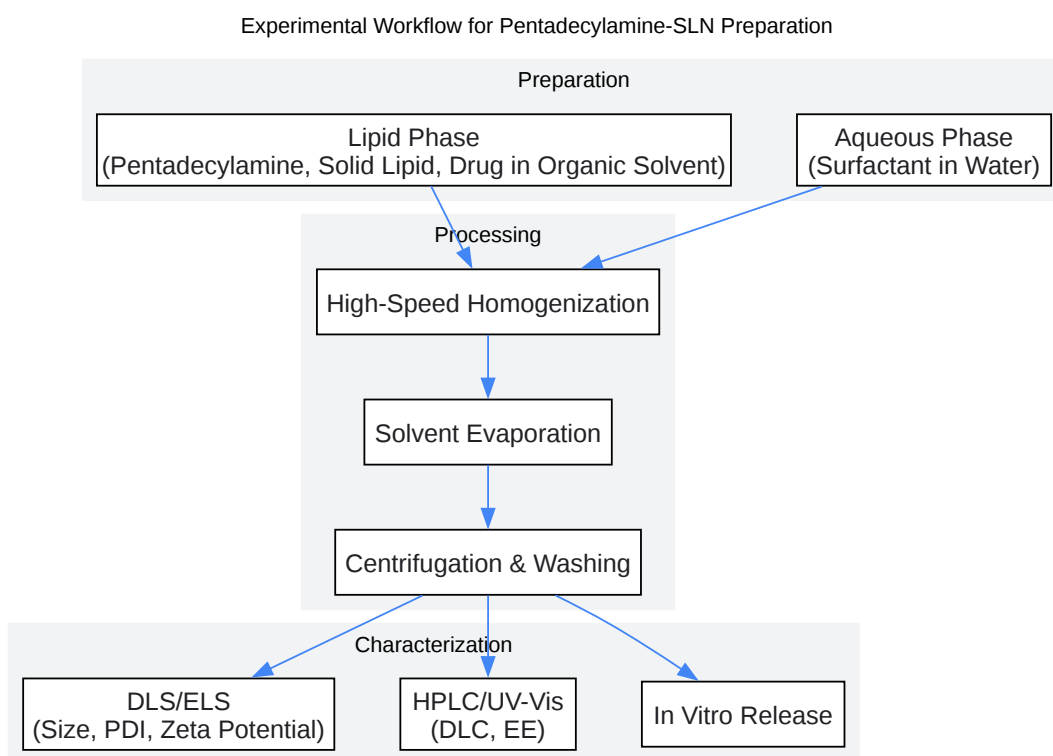 Experimental Workflow for Pentadecylamine-SLN Preparation
Preparation
Lipid Phase
(Pentadecylamine, Solid Lipid, Drug in Organic Solvent)
Aqueous Phase
(Surfactant in Water)
Processing
High-Speed Homogenization
Solvent Evaporation
Centrifugation & Washing
Characterization
DLS/ELS
(Size, PDI, Zeta Potential)
HPLC/UV-Vis
(DLC, EE)
In Vitro Release